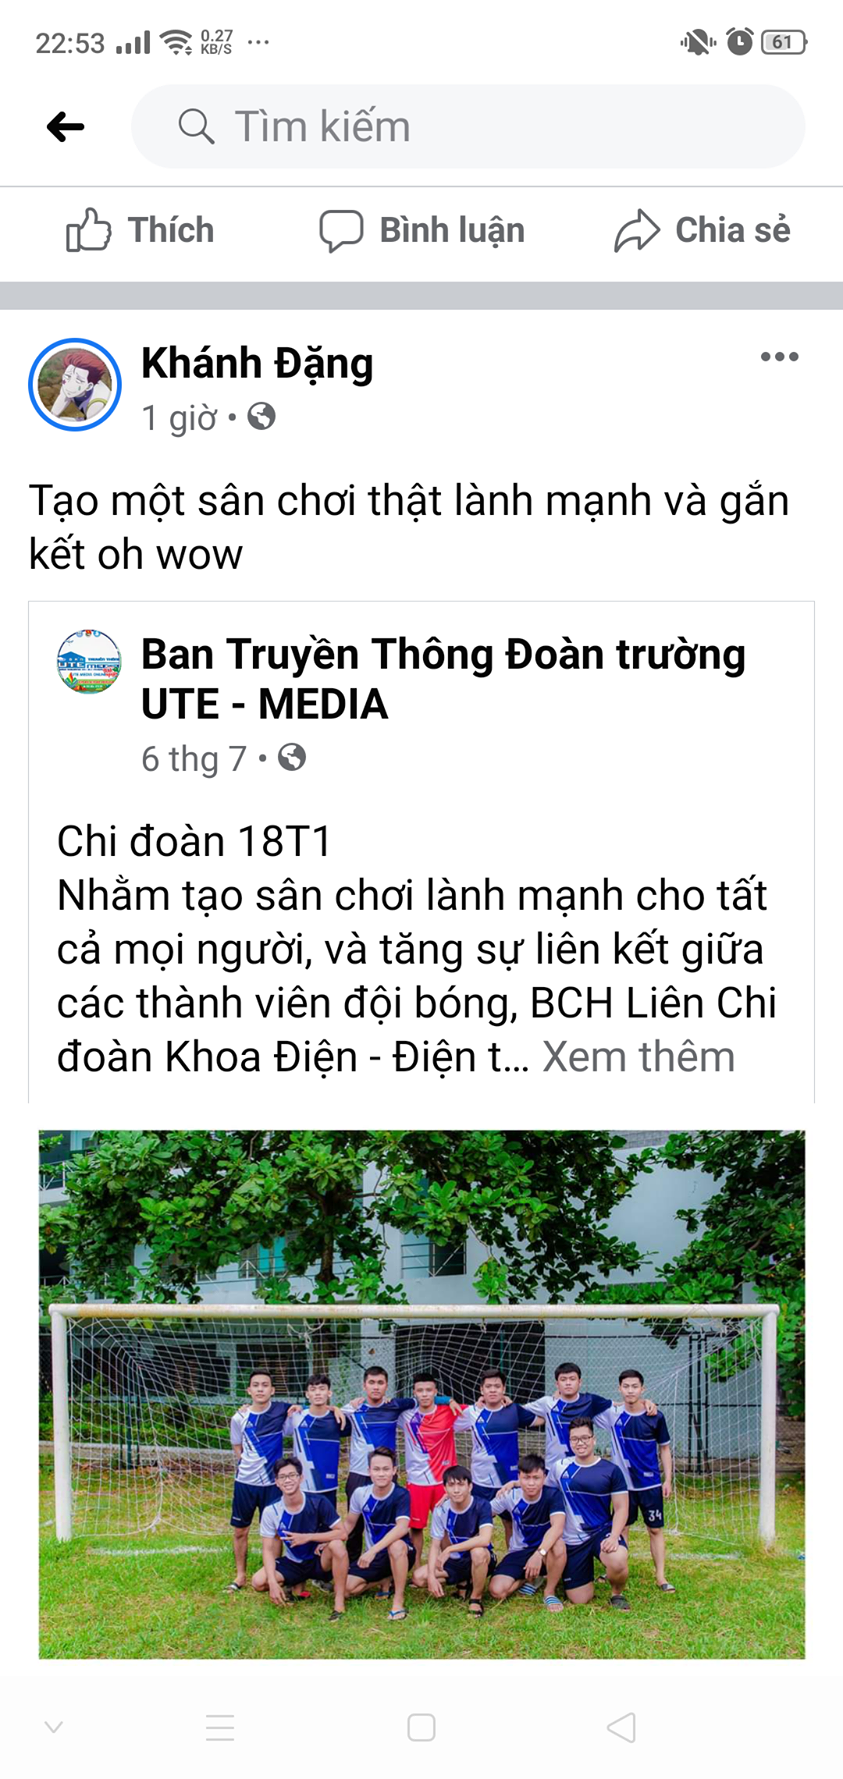 22:53
0.27
KB/S
61
Tìm kiếm
Thích
Bình luận
Chia sẻ
Khánh Đặng
1 giờ
Tạo một sân chơi thật lành mạnh và gắn
kết oh wow
Ban Truyền Thông Đoàn trường
UTE - MEDIA
6 thg 7
Chi đoàn 18T1
Nhằm tạo sân chơi lành mạnh cho tất
cả mọi người, và tăng sự liên kết giữa
các thành viên đội bóng, BCH Liên Chi
đoàn Khoa Điện - Điện t... Xem thêm
34